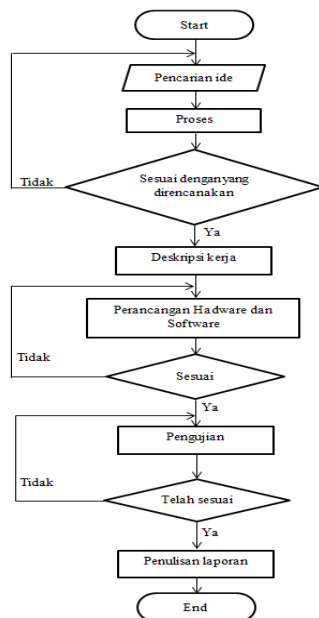 Start
Pencarian ide
Proses
Sesuai denganyang
direncanakan
Tidak
Ya
Deskripsi kerja
Perancangan Hadware dan
Software
Tidak
Sesuai
Ya
Pengujian
Tidak
Telah sesuai
Ya
Penulisan laporan
End